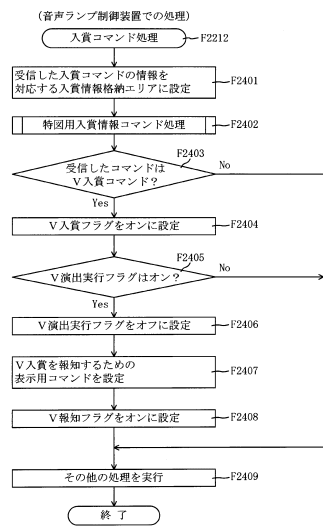 (音声ランプ制御装置での処理)
入賞コマンド処理
F2212
受信した入賞コマンドの情報を
対応する入賞情報格納エリアに設定
F2401
特図用入賞情報コマンド処理
F2402
F2403
受信したコマンドは
V入賞コマンド?
No
Yes
V入賞フラグをオンに設定
F2404
F2405
V演出実行フラグはオン?
No
Yes
V演出実行フラグをオフに設定
F2406
V入賞を報知するための
表示用コマンドを設定
F2407
V報知フラグをオンに設定
F2408
その他の処理を実行
F2409
終了